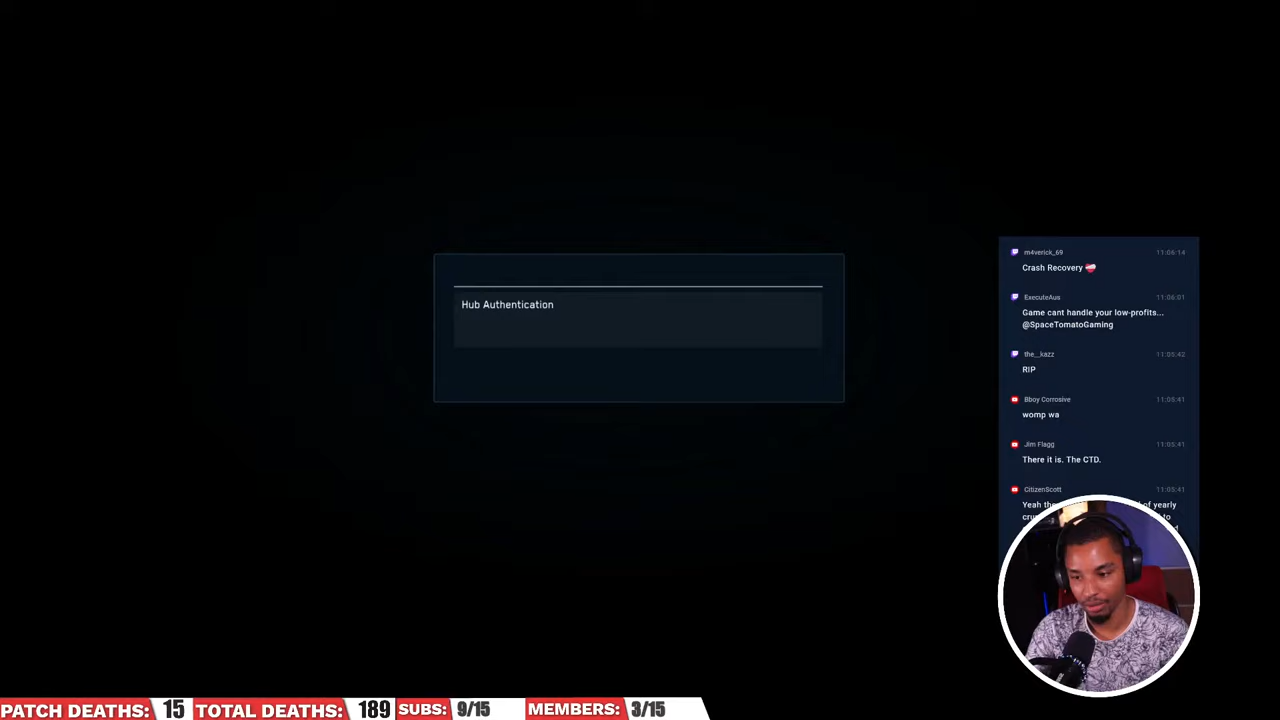 Hub Authentication
m4verick_69 11:06:14
Crash Recovery
ExecuteAus 11:06:01
Game cant handle your low-profits...
@SpaceTomatoGaming
the__kazz 11:05:42
RIP
Bboy Corrosive 11:05:41
womp wa
Jim Flagg 11:05:41
There it is. The CTD.
CitizenScott 11:05:41
Yeah of yearly
to
PATCH DEATHS: 15 TOTAL DEATHS: 189 SUBS: 9/15 MEMBERS: 3/15